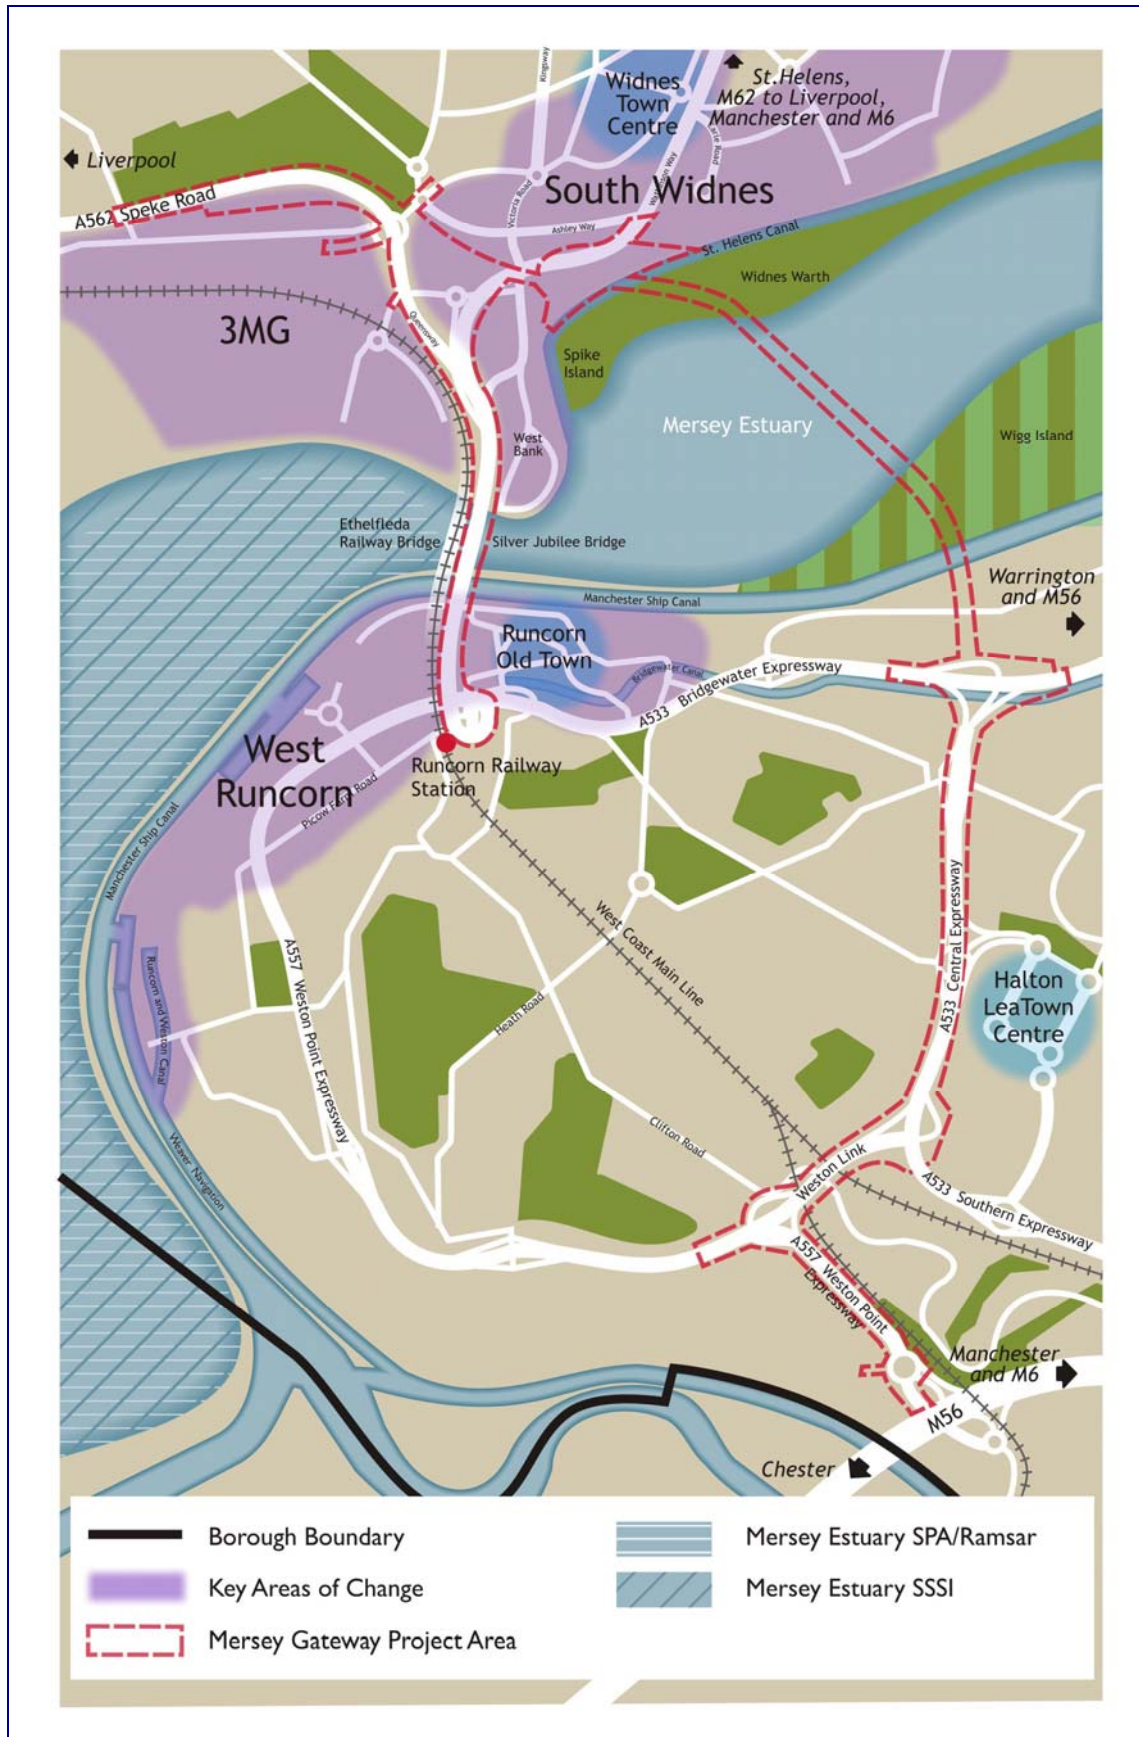 Kingsway
Widnes
Town
Centre
St.Helens,
M62 to Liverpool,
Manchester and M6
Liverpool
A562 Speke Road
South Widnes
Victoria Road
Ashley Way
St. Helens Canal
Widnes Warth
3MG
Queensway
Spike
Island
Mersey Estuary
Wigg Island
West
Bank
Ethelfleda
Railway Bridge
Silver Jubilee Bridge
Warrington
and M56
Manchester Ship Canal
Runcorn
Old Town
Bridgewater Canal
A533 Bridgewater Expressway
West
Runcorn
Runcorn Railway
Station
Picow Farm Road
Manchester Ship Canal
West Coast Main Line
A533 Central Expressway
Halton
LeaTown
Centre
A557 Weston Point Expressway
Runcorn and Weston Canal
Heath Road
Clifton Road
Weaver Navigation
Weston Link
A533 Southern Expressway
A557 Weston Point
Expressway
Manchester
and M6
M56
Chester
Borough Boundary
Key Areas of Change
Mersey Gateway Project Area
Mersey Estuary SPA/Ramsar
Mersey Estuary SSSI